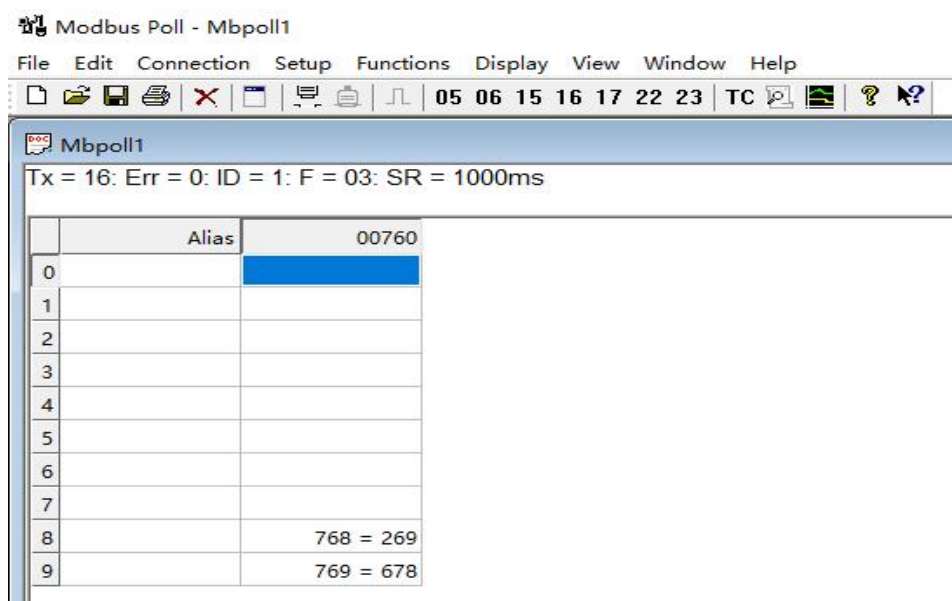 Modbus Poll - Mbpoll1
File Edit Connection Setup Functions Display View Window Help
05 06 15 16 17 22 23 TC
DOC Mbpoll1
Tx = 16: Err = 0: ID = 1: F = 03: SR = 1000ms
Alias 00760
0
1
2
3
4
5
6
7
8 768 = 269
9 769 = 678